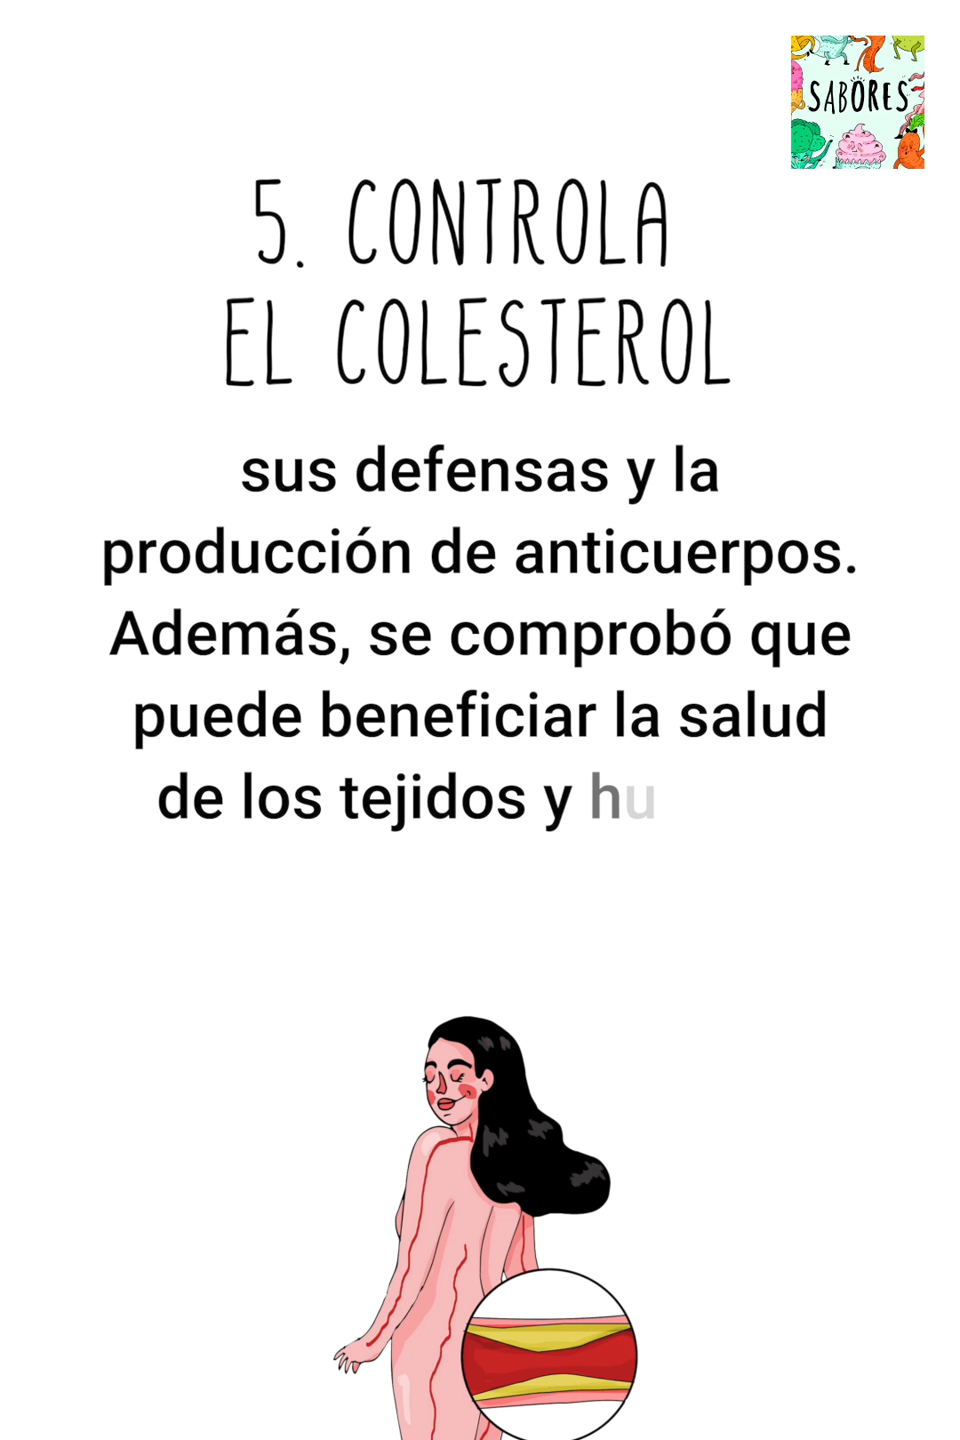 SABORES
5. CONTROLA
EL COLESTEROL
sus defensas y la
producción de anticuerpos.
Además, se comprobó que
puede beneficiar la salud
de los tejidos y hu